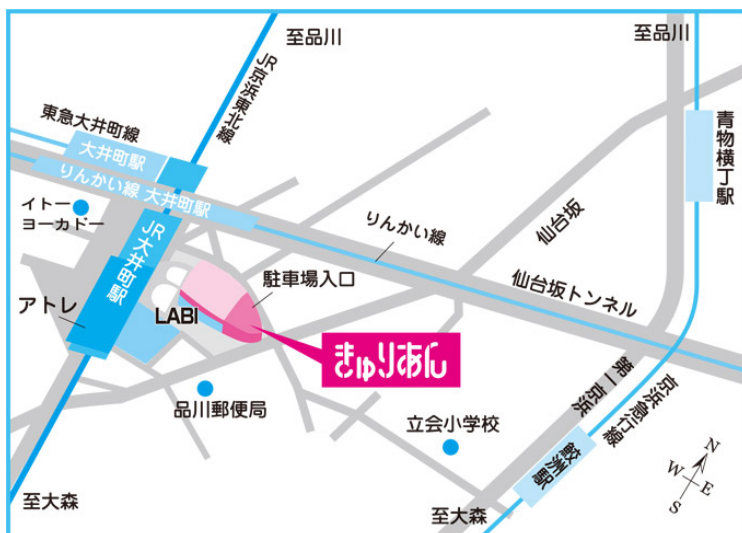 至品川
至品川
JR京浜東北線
東急大井町線
大井町駅
りんかい線 大井町駅
青物横丁駅
イトー
ヨーカドー
JR大井町駅
りんかい線
仙台坂
駐車場入口
仙台坂トンネル
アトレ
LABI
きゅりあん
品川郵便局
第一京浜
京浜急行線
立会小学校
鮫洲駅
至大森
至大森
N
W
E
S